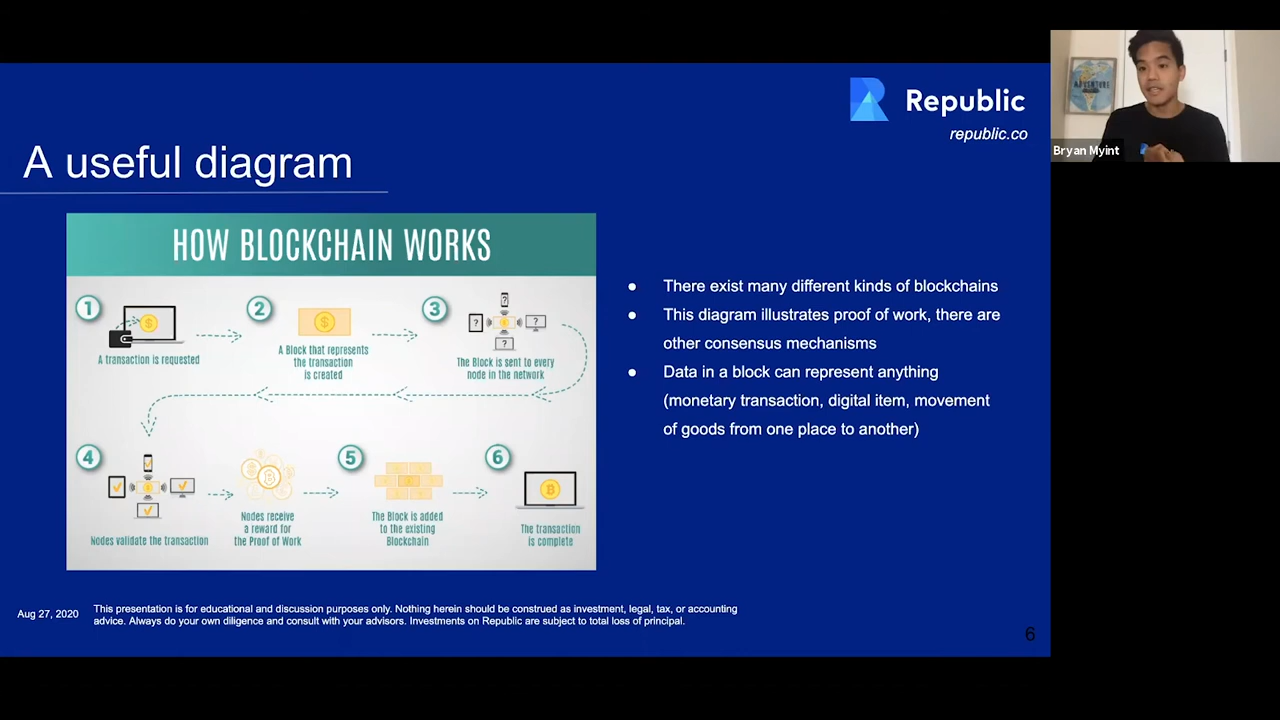 Republic
republic.co
Bryan Myint
A useful diagram
HOW BLOCKCHAIN WORKS
1
A transaction is requested
2
A Block that represents
the transaction
is created
3
The Block is sent to every
node in the network
4
Nodes validate the transaction
Nodes receive
a reward for
the Proof of Work
5
The Block is added
to the existing
Blockchain
6
The transaction
is complete
● There exist many different kinds of blockchains
● This diagram illustrates proof of work, there are
other consensus mechanisms
● Data in a block can represent anything
(monetary transaction, digital item, movement
of goods from one place to another)
Aug 27, 2020
This presentation is for educational and discussion purposes only. Nothing herein should be construed as investment, legal, tax, or accounting
advice. Always do your own diligence and consult with your advisors. Investments on Republic are subject to total loss of principal.
6
ADVENTURE